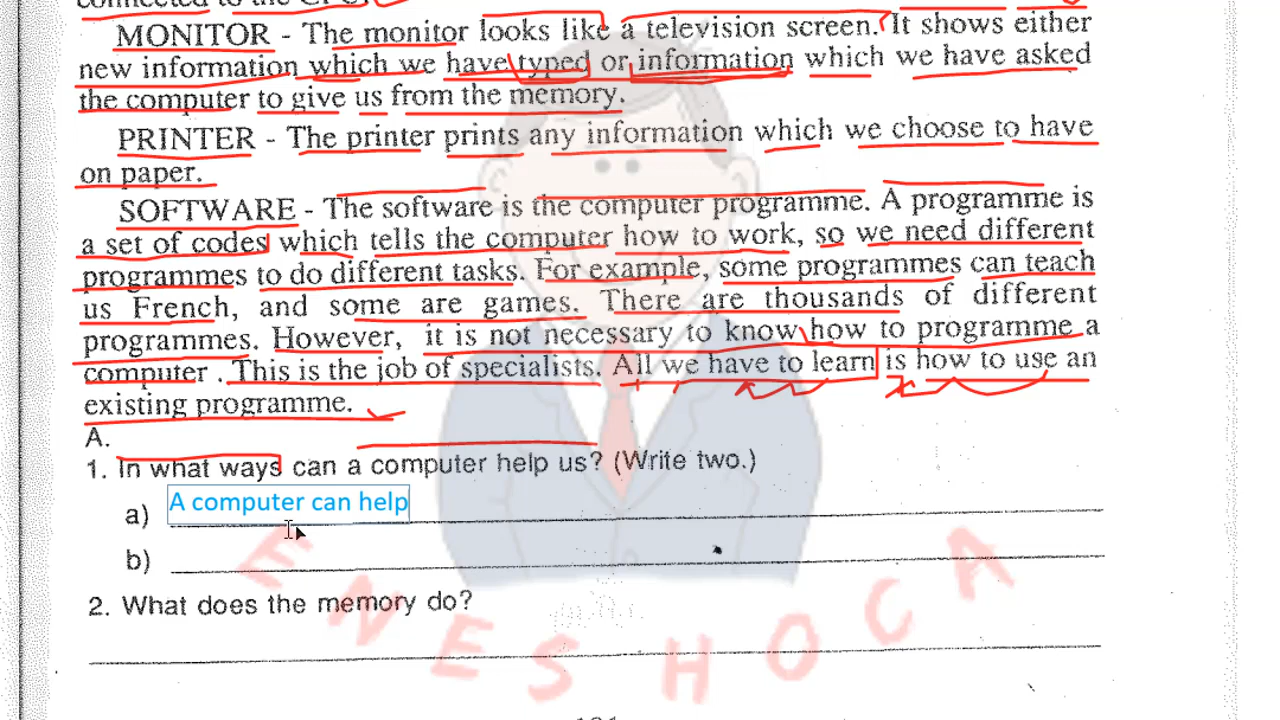 connected to the CPU.
MONITOR - The monitor looks like a television screen. It shows either
new information which we have typed or information which we have asked
the computer to give us from the memory.
PRINTER - The printer prints any information which we choose to have
on paper.
SOFTWARE - The software is the computer programme. A programme is
a set of codes which tells the computer how to work, so we need different
programmes to do different tasks. For example, some programmes can teach
us French, and some are games. There are thousands of different
programmes. However, it is not necessary to know how to programme a
computer . This is the job of specialists. All we have to learn is how to use an
existing programme.
A.
1. In what ways can a computer help us? (Write two.)
a) A computer can help
b)
2. What does the memory do?
ENESHOCA